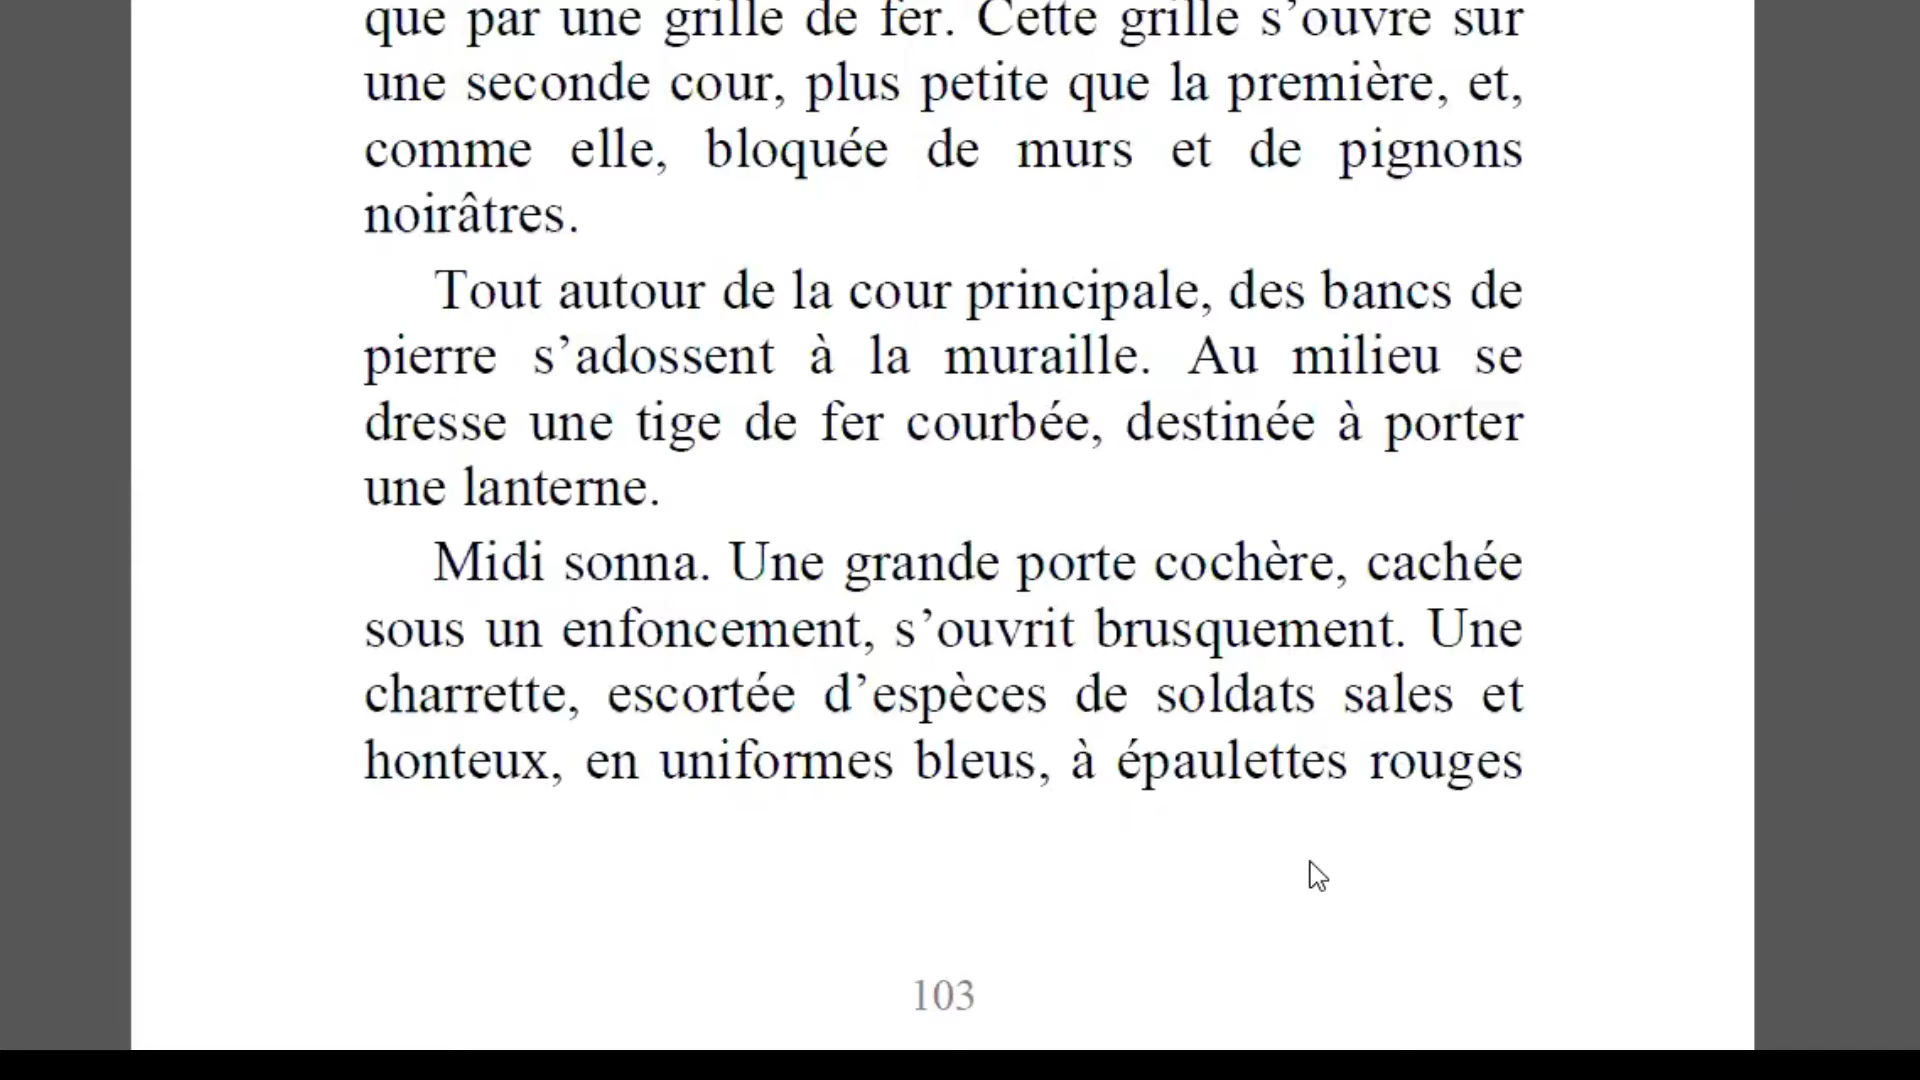 que par une grille de fer. Cette grille s’ouvre sur
une seconde cour, plus petite que la première, et,
comme elle, bloquée de murs et de pignons
noirâtres.
Tout autour de la cour principale, des bancs de
pierre s’adossent à la muraille. Au milieu se
dresse une tige de fer courbée, destinée à porter
une lanterne.
Midi sonna. Une grande porte cochère, cachée
sous un enfoncement, s’ouvrit brusquement. Une
charrette, escortée d’espèces de soldats sales et
honteux, en uniformes bleus, à épaulettes rouges
103